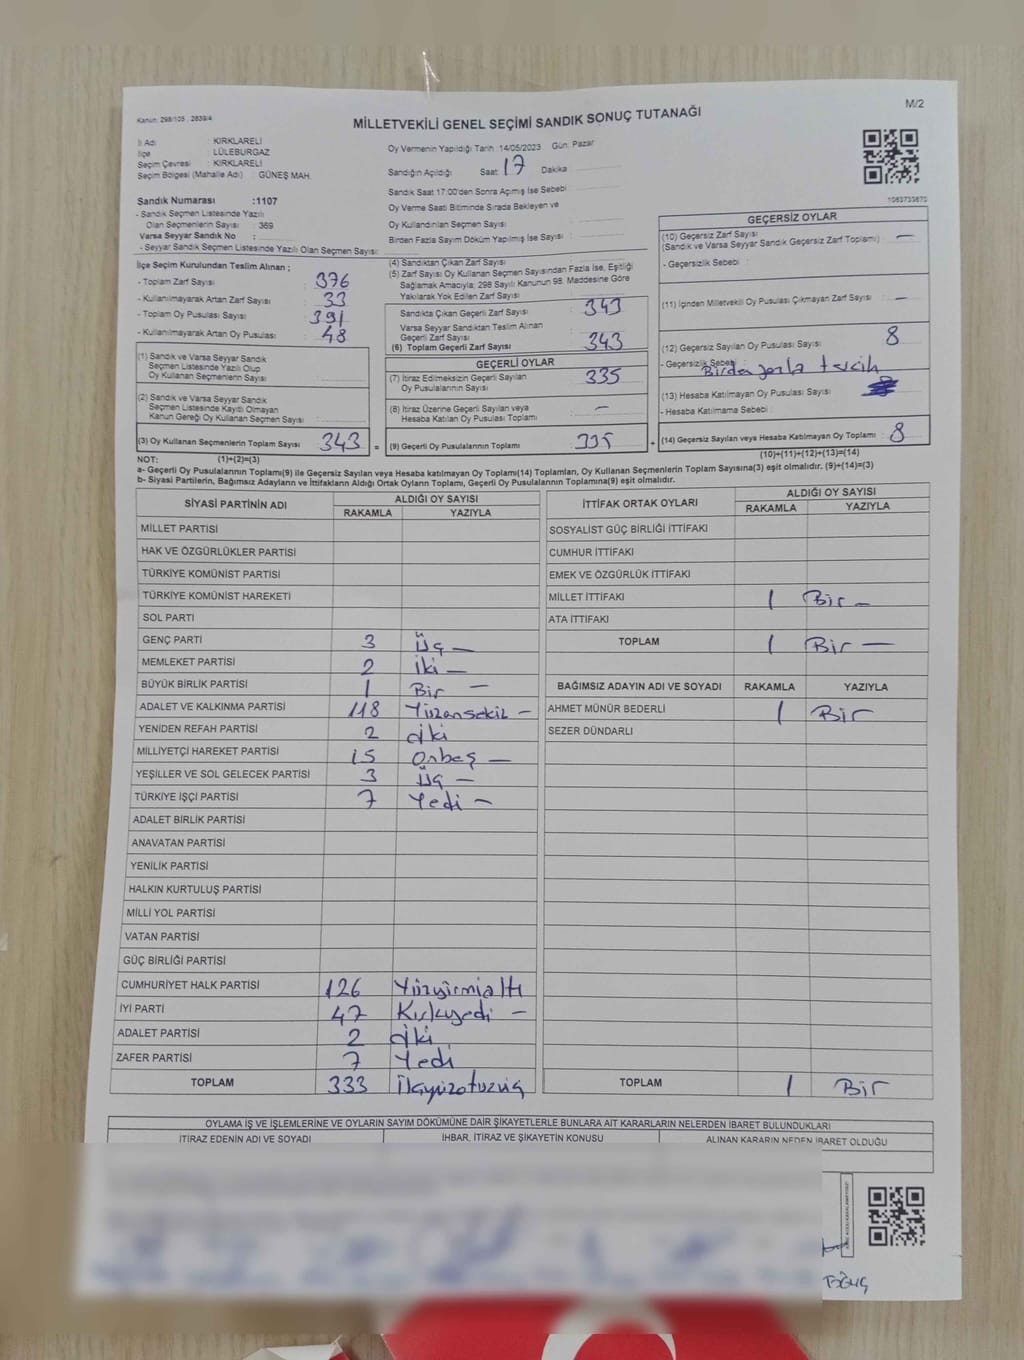 M/2
Kanun: 298/105 , 2839/4
MİLLETVEKİLİ GENEL SEÇİMİ SANDIK SONUÇ TUTANAĞI
İl Adı : KIRKLARELİ
İlçe : LÜLEBURGAZ
Seçim Çevresi : KIRKLARELİ
Seçim Bölgesi (Mahalle Adı) : GÜNEŞ MAH.
Oy Vermenin Yapıldığı Tarih :14/05/2023 Gün: Pazar
Sandığın Açıldığı Saat: 17 Dakika
Sandık Saat 17:00'den Sonra Açılmış İse Sebebi :
Oy Verme Saati Bitiminde Sırada Bekleyen ve
Oy Kullandırılan Seçmen Sayısı :
Birden Fazla Sayım Döküm Yapılmış İse Sayısı :
Sandık Numarası :1107
- Sandık Seçmen Listesinde Yazılı
Olan Seçmenlerin Sayısı : 369
Varsa Seyyar Sandık No :
- Seyyar Sandık Seçmen Listesinde Yazılı Olan Seçmen Sayısı:
İlçe Seçim Kurulundan Teslim Alınan ;
- Toplam Zarf Sayısı : 376
- Kullanılmayarak Artan Zarf Sayısı : 33
- Toplam Oy Pusulası Sayısı : 391
- Kullanılmayarak Artan Oy Pusulası : 48
(1) Sandık ve Varsa Seyyar Sandık
Seçmen Listesinde Yazılı Olup
Oy Kullanan Seçmenlerin Sayısı :
(2) Sandık ve Varsa Seyyar Sandık
Seçmen Listesinde Kaydı Olmayan
Kanun Gereği Oy Kullanan Seçmen Sayısı :
(3) Oy Kullanan Seçmenlerin Toplam Sayısı : 343 =
(4) Sandıktan Çıkan Zarf Sayısı :
(5) Zarf Sayısı Oy Kullanan Seçmen Sayısından Fazla İse, Eşitliği
Sağlamak Amacıyla; 298 Sayılı Kanunun 98. Maddesine Göre
Yakılarak Yok Edilen Zarf Sayısı :
Sandıkta Çıkan Geçerli Zarf Sayısı : 343
Varsa Seyyar Sandıktan Teslim Alınan
Geçerli Zarf Sayısı :
(6) Toplam Geçerli Zarf Sayısı : 343
GEÇERLİ OYLAR
(7) İtiraz Edilmeksizin Geçerli Sayılan
Oy Pusulalarının Sayısı : 335
(8) İtiraz Üzerine Geçerli Sayılan veya
Hesaba Katılan Oy Pusulası Toplamı : –
(9) Geçerli Oy Pusulalarının Toplamı : 335 +
1083733870
GEÇERSİZ OYLAR
(10) Geçersiz Zarf Sayısı : –
(Sandık ve Varsa Seyyar Sandık Geçersiz Zarf Toplamı)
- Geçersizlik Sebebi :
(11) İçinden Milletvekili Oy Pusulası Çıkmayan Zarf Sayısı : –
(12) Geçersiz Sayılan Oy Pusulası Sayısı : 8
- Geçersizlik Sebebi : Birden fazla tercih
(13) Hesaba Katılmayan Oy Pusulası Sayısı :
- Hesaba Katılmama Sebebi :
(14) Geçersiz Sayılan veya Hesaba Katılmayan Oy Toplamı : 8
NOT: (1)+(2)=(3) (10)+(11)+(12)+(13)=(14)
a- Geçerli Oy Pusulalarının Toplamı(9) ile Geçersiz Sayılan veya Hesaba katılmayan Oy Toplamı(14) Toplamları, Oy Kullanan Seçmenlerin Toplam Sayısına(3) eşit olmalıdır. (9)+(14)=(3)
b- Siyasi Partilerin, Bağımsız Adayların ve İttifakların Aldığı Ortak Oyların Toplamı, Geçerli Oy Pusulalarının Toplamına(9) eşit olmalıdır.
SİYASİ PARTİNİN ADI ALDIĞI OY SAYISI
RAKAMLA YAZIYLA
MİLLET PARTİSİ
HAK VE ÖZGÜRLÜKLER PARTİSİ
TÜRKİYE KOMÜNİST PARTİSİ
TÜRKİYE KOMÜNİST HAREKETİ
SOL PARTİ
GENÇ PARTİ 3 Üç –
MEMLEKET PARTİSİ 2 İki –
BÜYÜK BİRLİK PARTİSİ 1 Bir –
ADALET VE KALKINMA PARTİSİ 118 Yüzonsekiz –
YENİDEN REFAH PARTİSİ 2 iki
MİLLİYETÇİ HAREKET PARTİSİ 15 Onbeş –
YEŞİLLER VE SOL GELECEK PARTİSİ 3 Üç –
TÜRKİYE İŞÇİ PARTİSİ 7 Yedi –
ADALET BİRLİK PARTİSİ
ANAVATAN PARTİSİ
YENİLİK PARTİSİ
HALKIN KURTULUŞ PARTİSİ
MİLLİ YOL PARTİSİ
VATAN PARTİSİ
GÜÇ BİRLİĞİ PARTİSİ
CUMHURİYET HALK PARTİSİ 126 Yüzyirmialtı
İYİ PARTİ 47 Kırkyedi –
ADALET PARTİSİ 2 iki
ZAFER PARTİSİ 7 Yedi
TOPLAM 333
İTTİFAK ORTAK OYLARI ALDIĞI OY SAYISI
RAKAMLA YAZIYLA
SOSYALİST GÜÇ BİRLİĞİ İTTİFAKI
CUMHUR İTTİFAKI
EMEK VE ÖZGÜRLÜK İTTİFAKI
MİLLET İTTİFAKI 1 Bir –
ATA İTTİFAKI
TOPLAM 1 Bir –
BAĞIMSIZ ADAYIN ADI VE SOYADI RAKAMLA YAZIYLA
AHMET MÜNÜR BEDERLİ 1 Bir
SEZER DÜNDARLI
TOPLAM 1 Bir
OYLAMA İŞ VE İŞLEMLERİNE VE OYLARIN SAYIM DÖKÜMÜNE DAİR ŞİKAYETLERLE BUNLARA AİT KARARLARIN NELERDEN İBARET BULUNDUKLARI
İTİRAZ EDENİN ADI VE SOYADI İHBAR, İTİRAZ VE ŞİKAYETİN KONUSU ALINAN KARARIN NEDEN İBARET OLDUĞU